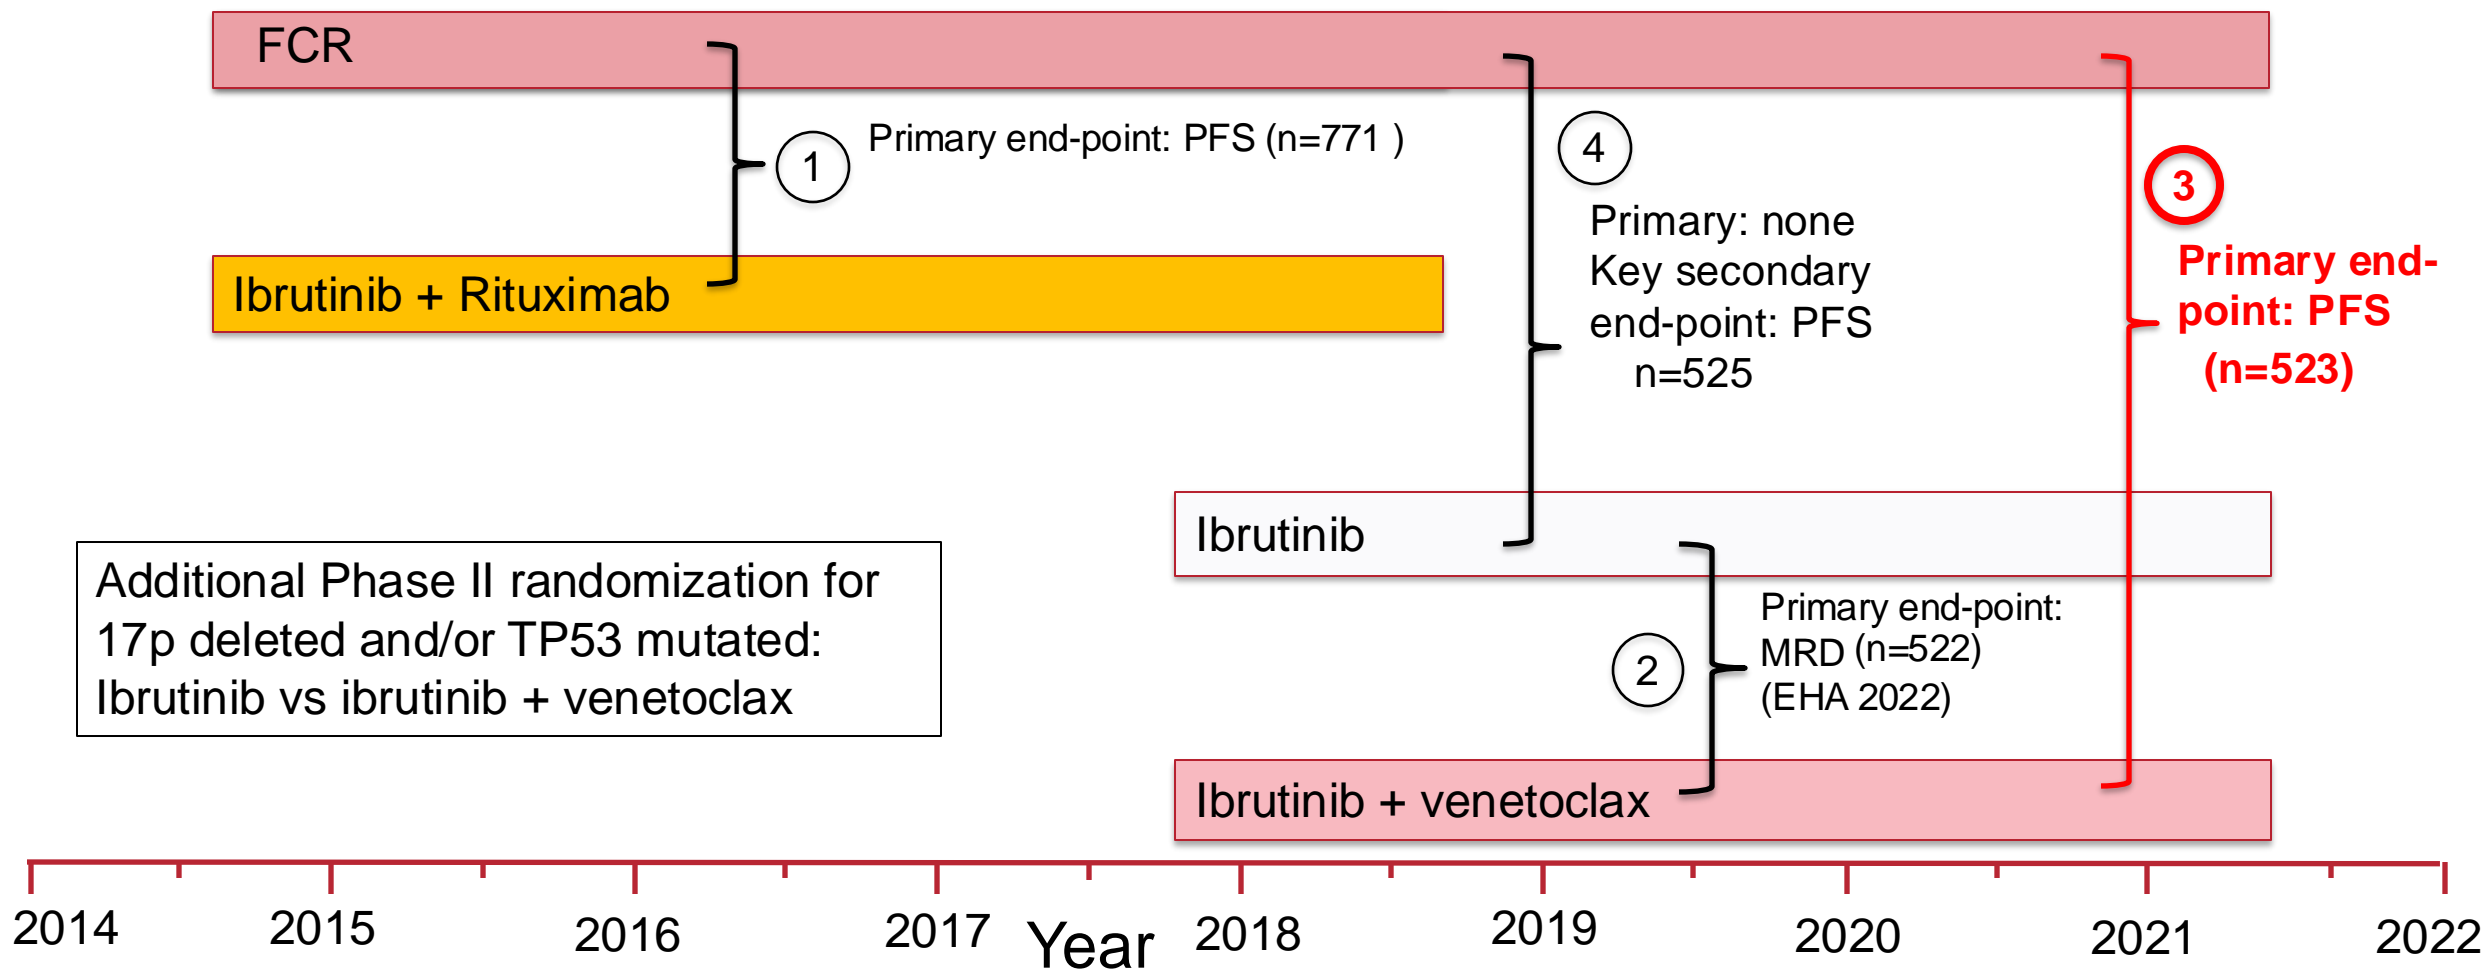 FCR
1
Primary end-point: PFS (n=771 )
4
3
Primary: none
Key secondary
end-point: PFS
n=525
Primary end-
point: PFS
(n=523)
Ibrutinib + Rituximab
Ibrutinib
Additional Phase II randomization for
17p deleted and/or TP53 mutated:
Ibrutinib vs ibrutinib + venetoclax
2
Primary end-point:
MRD (n=522)
(EHA 2022)
Ibrutinib + venetoclax
2014 2015 2016 2017 2018 2019 2020 2021 2022
Year